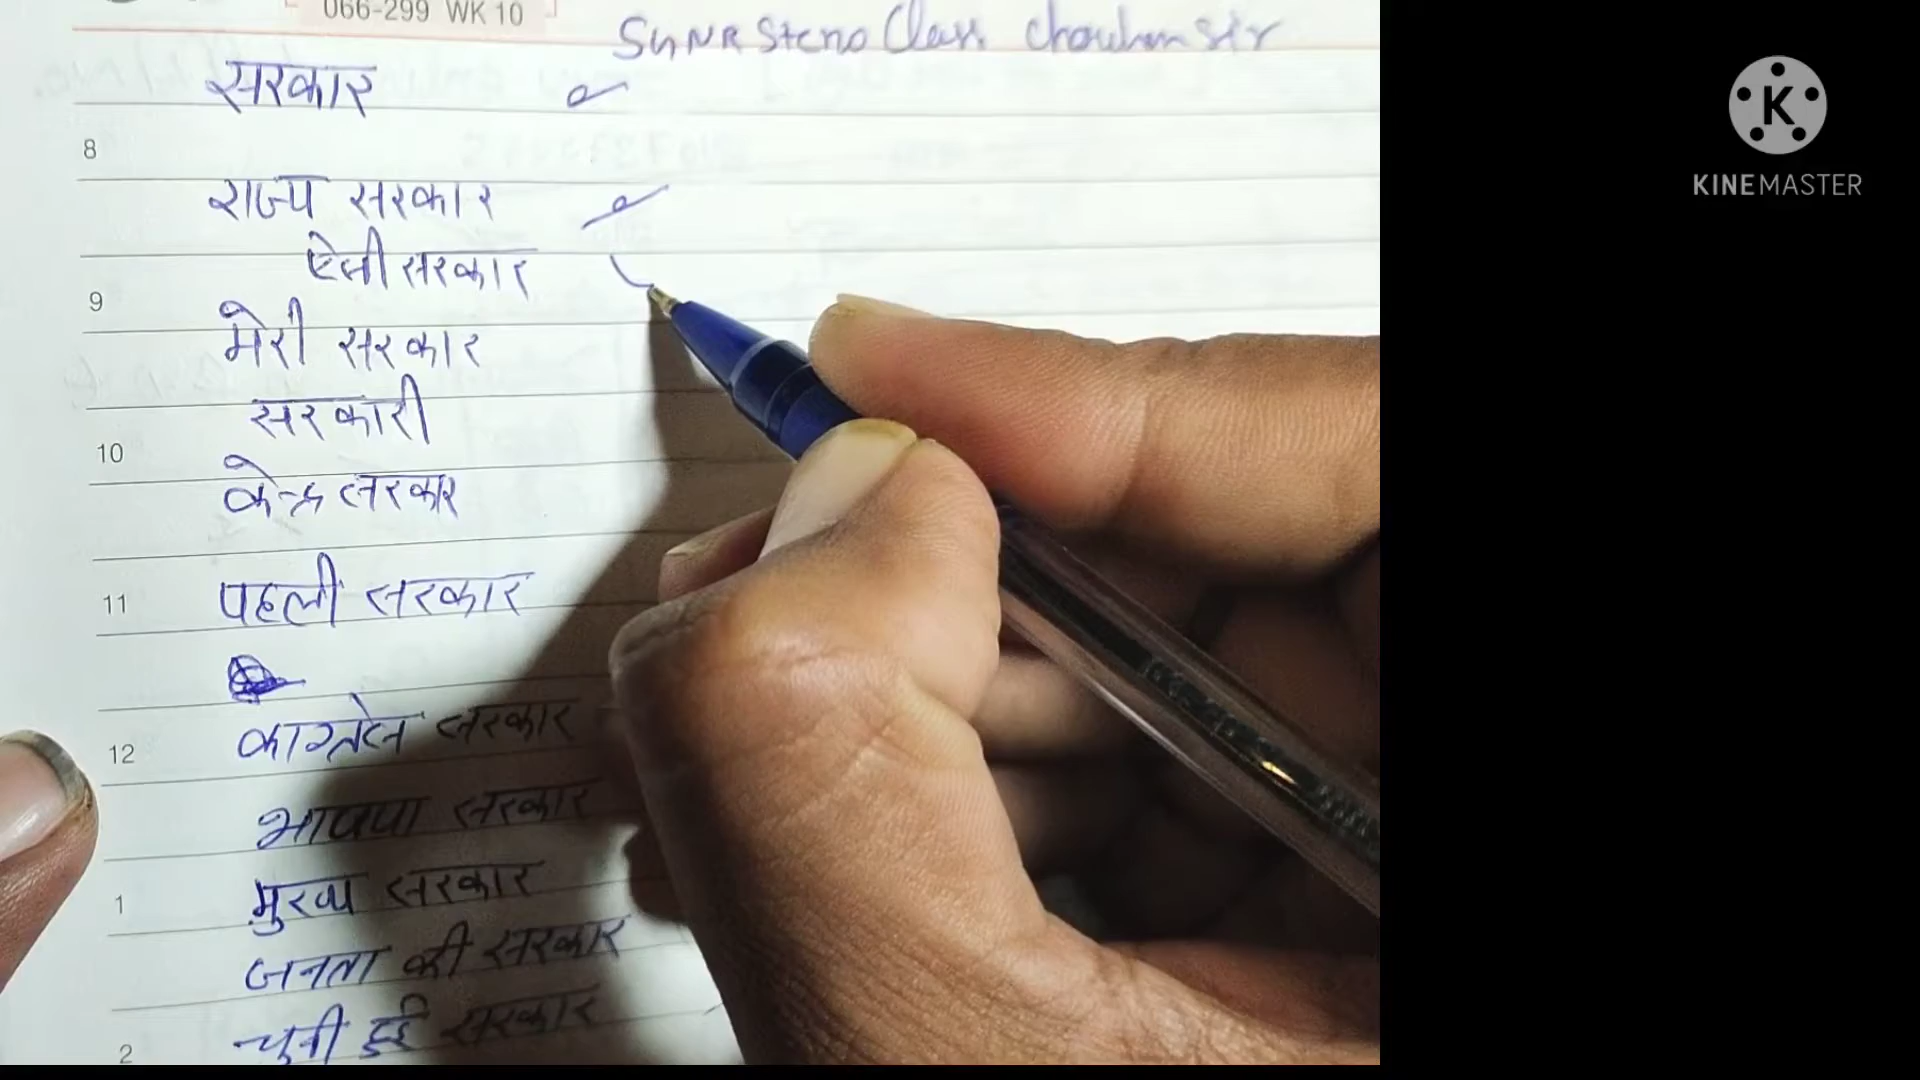 066-299 WK 10
SUNR Steno Class Chouhan Sir
सरकार
8
राज्य सरकार
ऐसी सरकार
9
मेरी सरकार
सरकारी
10
केन्द्र सरकार
11
पहली सरकार
12
काग्रेस सरकार
भाजपा सरकार
1
मुख्य सरकार
जनता की सरकार
2
चुनी हुई सरकार
KINEMASTER